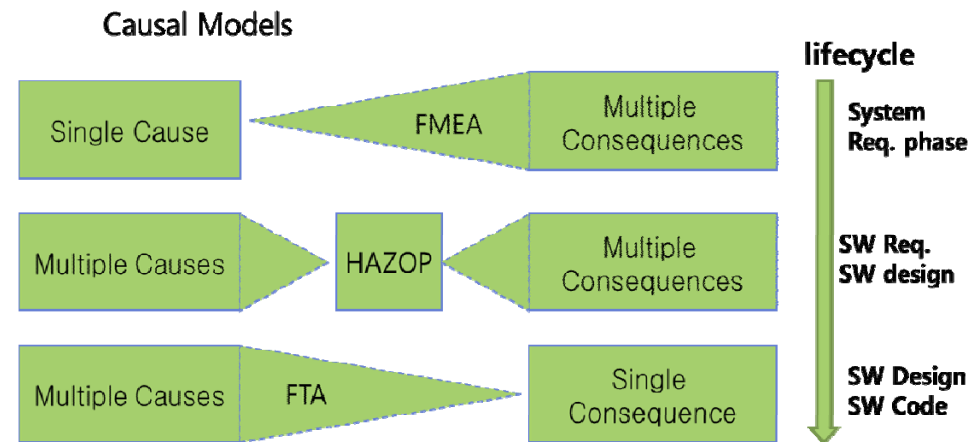 Causal Models
lifecycle
Single Cause
FMEA
Multiple
Consequences
System
Req. phase
Multiple Causes
HAZOP
Multiple
Consequences
SW Req.
SW design
Multiple Causes
FTA
Single
Consequence
SW Design
SW Code